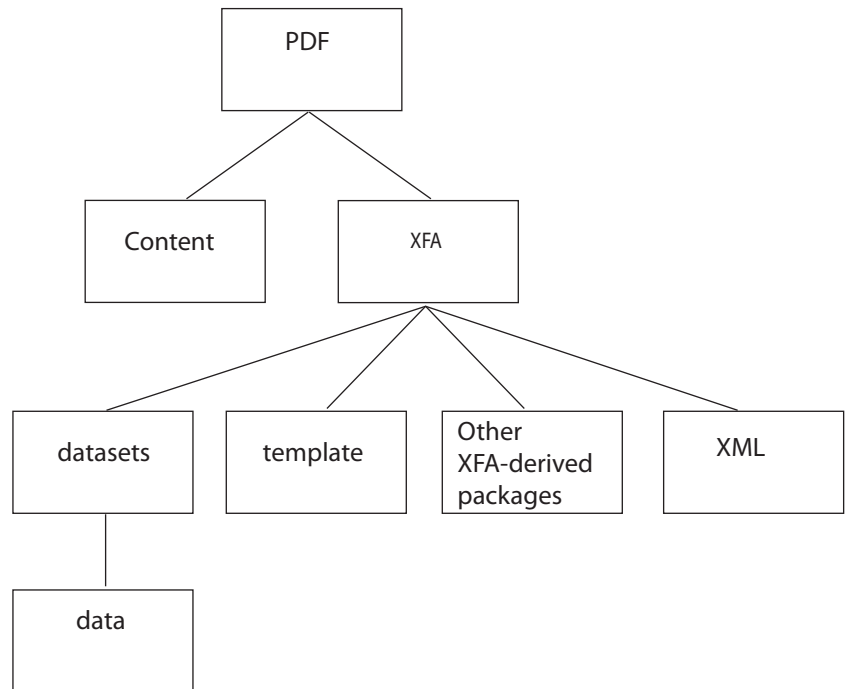 PDF
Content
XFA
datasets
template
Other
XFA-derived
packages
XML
data